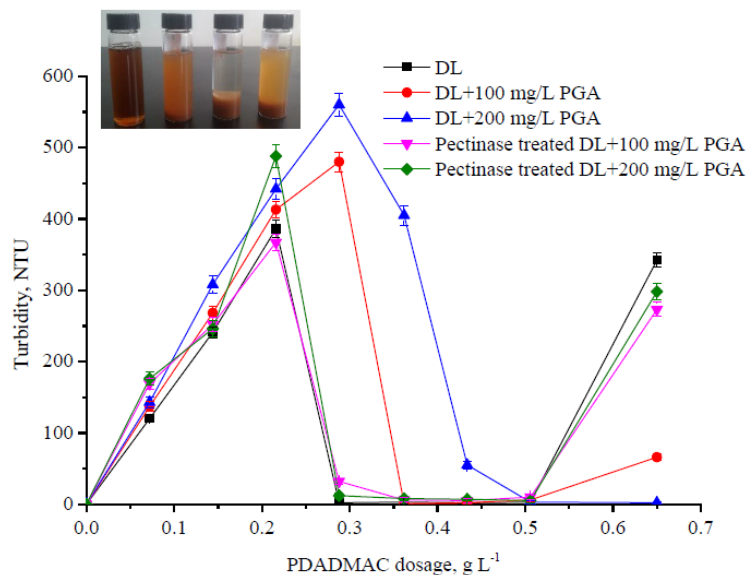 600
500
400
300
200
100
0
Turbidity, NTU
DL
DL+100 mg/L PGA
DL+200 mg/L PGA
Pectinase treated DL+100 mg/L PGA
Pectinase treated DL+200 mg/L PGA
0.0 0.1 0.2 0.3 0.4 0.5 0.6 0.7
PDADMAC dosage, g L⁻¹